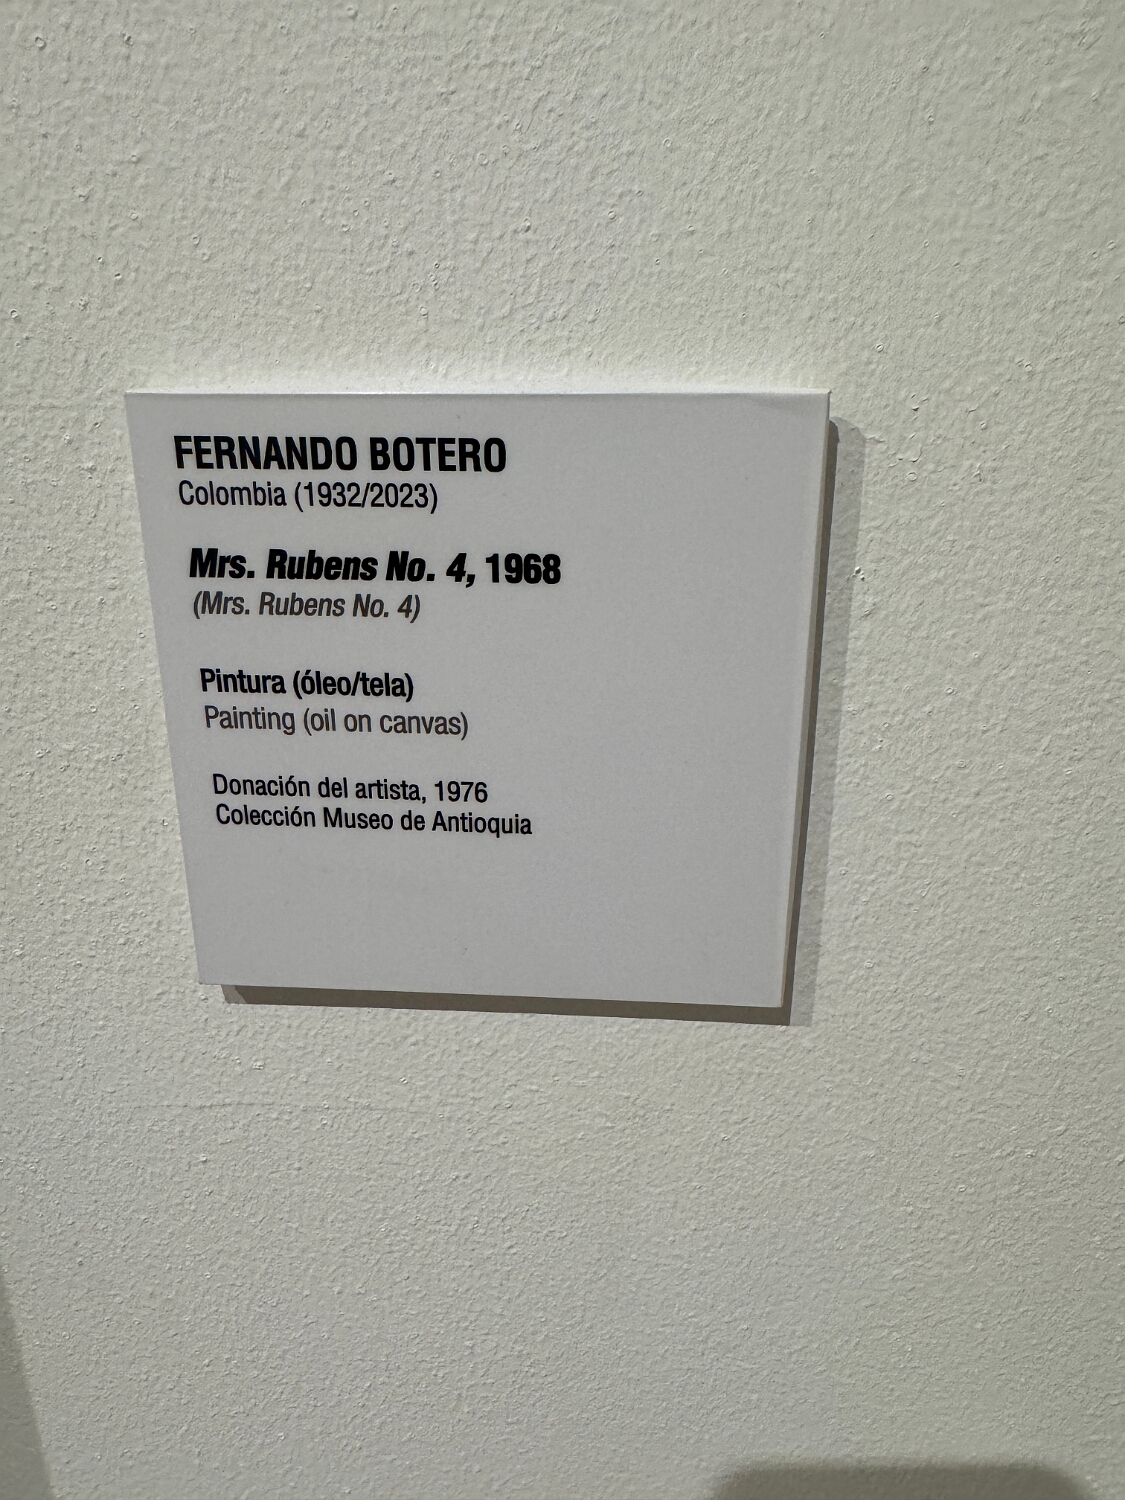 FERNANDO BOTERO
Colombia (1932/2023)
Mrs. Rubens No. 4, 1968
(Mrs. Rubens No. 4)
Pintura (óleo/tela)
Painting (oil on canvas)
Donación del artista, 1976
Colección Museo de Antioquia